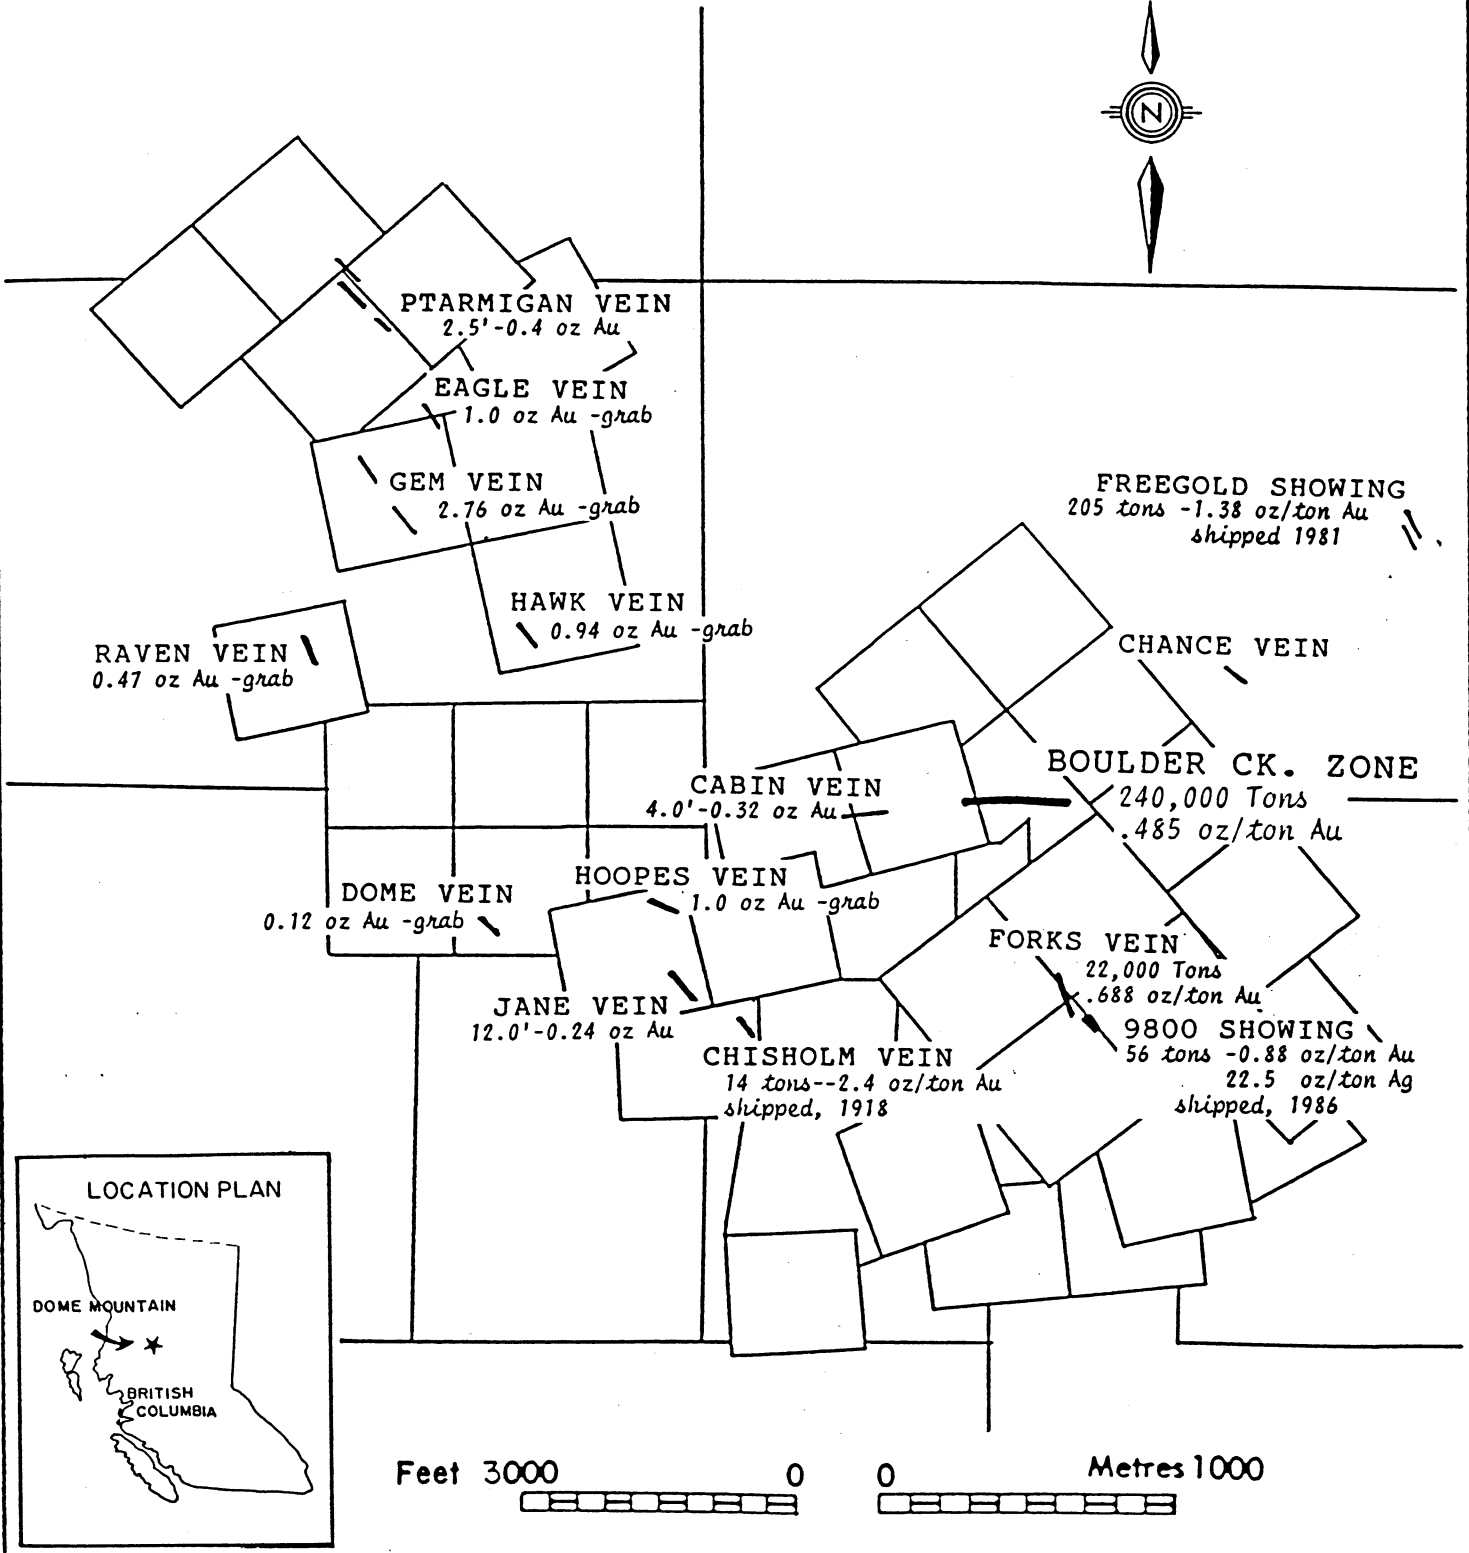 N
PTARMIGAN VEIN
2.5'-0.4 oz Au
EAGLE VEIN
1.0 oz Au -grab
GEM VEIN
2.76 oz Au -grab
FREEGOLD SHOWING
205 tons -1.38 oz/ton Au
shipped 1981
HAWK VEIN
0.94 oz Au -grab
RAVEN VEIN
0.47 oz Au -grab
CHANCE VEIN
BOULDER CK. ZONE
240,000 Tons
.485 oz/ton Au
CABIN VEIN
4.0'-0.32 oz Au
HOOPES VEIN
1.0 oz Au -grab
DOME VEIN
0.12 oz Au -grab
FORKS VEIN
22,000 Tons
.688 oz/ton Au
JANE VEIN
12.0'-0.24 oz Au
9800 SHOWING
56 tons -0.88 oz/ton Au
22.5 oz/ton Ag
shipped, 1986
CHISHOLM VEIN
14 tons--2.4 oz/ton Au
shipped, 1918
LOCATION PLAN
DOME MOUNTAIN
BRITISH
COLUMBIA
Feet 3000 0
0 Metres 1000